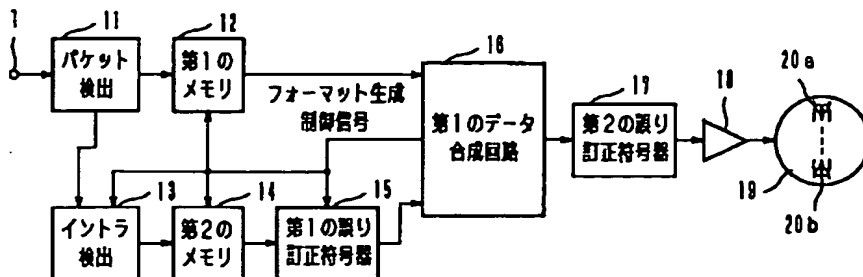 1
11
パケット
検出
12
第1の
メモリ
フォーマット生成
制御信号
16
第1のデータ
合成回路
17
第2の誤り
訂正符号器
18
20a
19
20b
13
イントラ
検出
14
第2の
メモリ
15
第1の誤り
訂正符号器